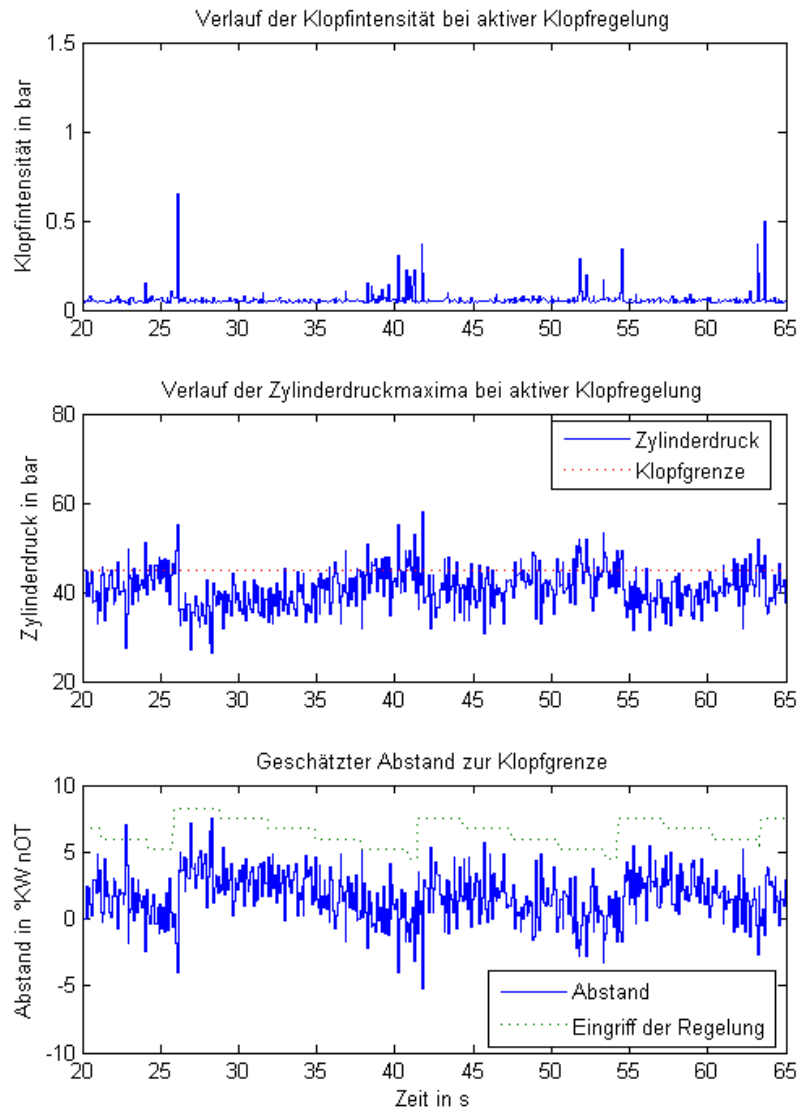 Verlauf der Klopfintensität bei aktiver Klopfregelung
Klopfintensität in bar
1.5
1
0.5
0
20 25 30 35 40 45 50 55 60 65
Verlauf der Zylinderdruckmaxima bei aktiver Klopfregelung
Zylinderdruck in bar
80
60
40
20
Zylinderdruck
Klopfgrenze
20 25 30 35 40 45 50 55 60 65
Geschätzter Abstand zur Klopfgrenze
Abstand in °KW nOT
10
5
0
-5
-10
Abstand
Eingriff der Regelung
20 25 30 35 40 45 50 55 60 65
Zeit in s